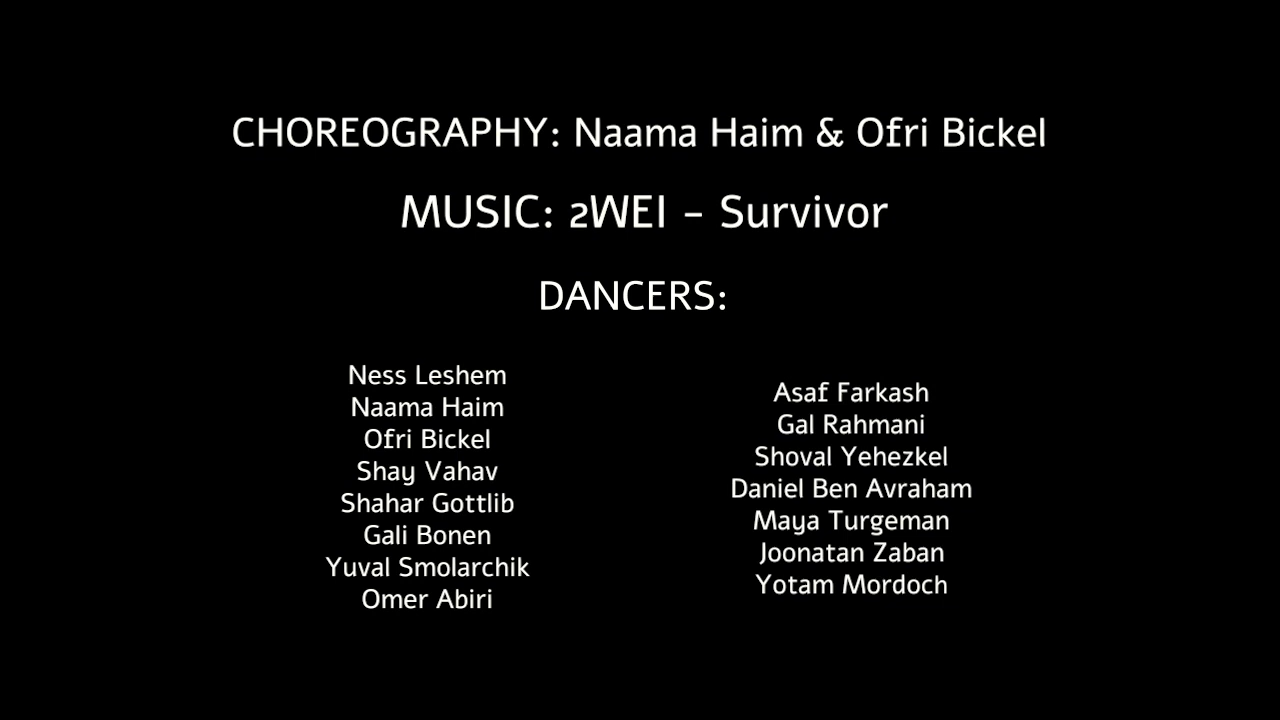 CHOREOGRAPHY: Naama Haim & Ofri Bickel
MUSIC: 2WEI - Survivor
DANCERS:
Ness Leshem
Naama Haim
Ofri Bickel
Shay Vahav
Shahar Gottlib
Gali Bonen
Yuval Smolarchik
Omer Abiri
Asaf Farkash
Gal Rahmani
Shoval Yehezkel
Daniel Ben Avraham
Maya Turgeman
Joonatan Zaban
Yotam Mordoch